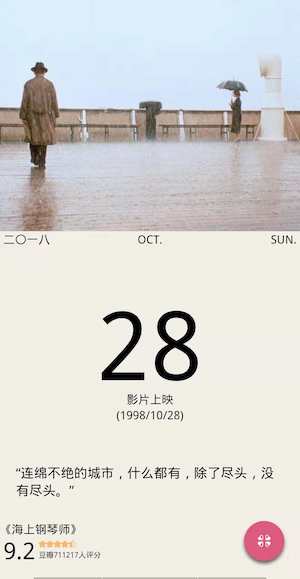 二〇一八 OCT. SUN.
28
影片上映
(1998/10/28)
“连绵不绝的城市，什么都有，除了尽头，没
有尽头。”
《海上钢琴师》
9.2 豆瓣711217人评分